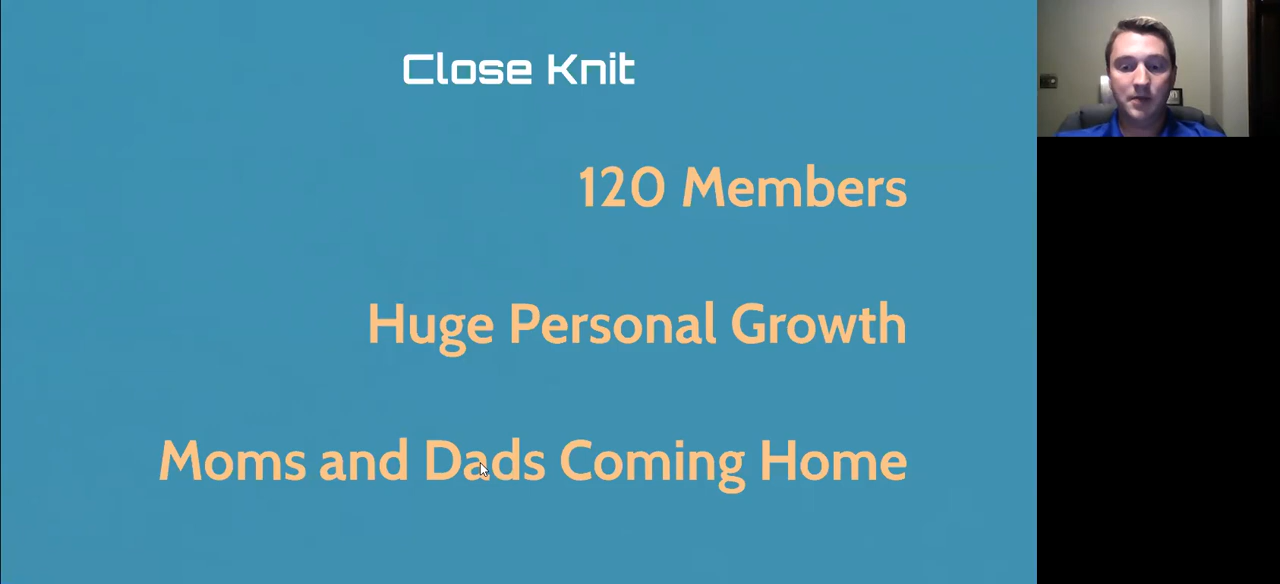 Close Knit
120 Members
Huge Personal Growth
Moms and Dads Coming Home